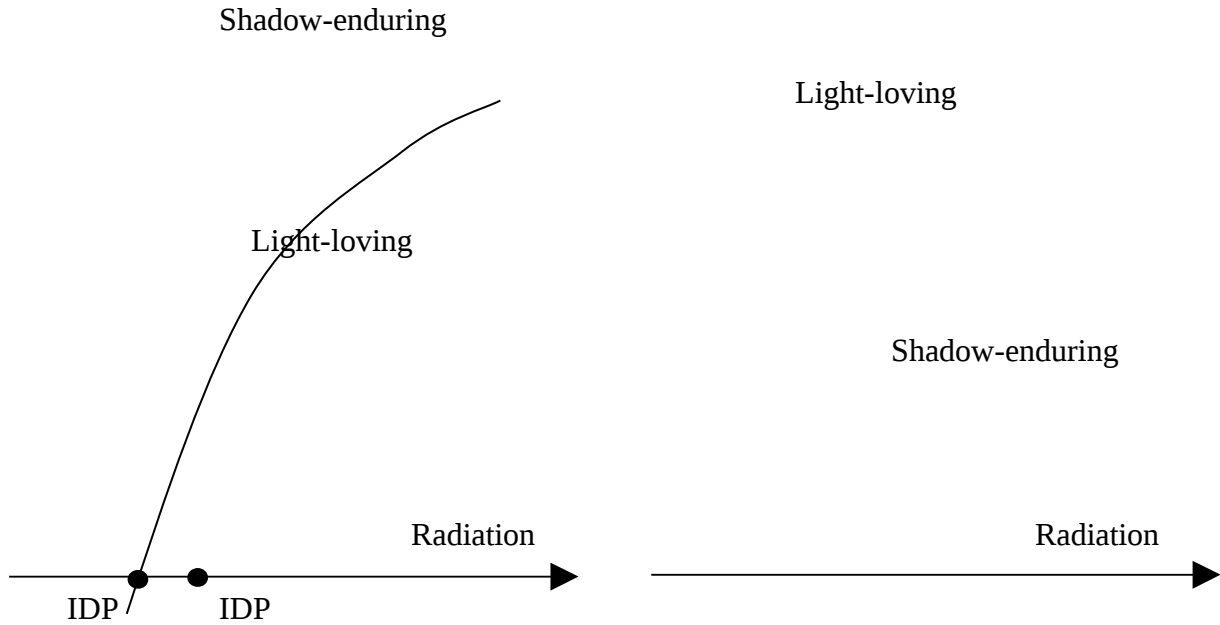 Shadow-enduring
Light-loving
Radiation
IDP
IDP
Light-loving
Shadow-enduring
Radiation